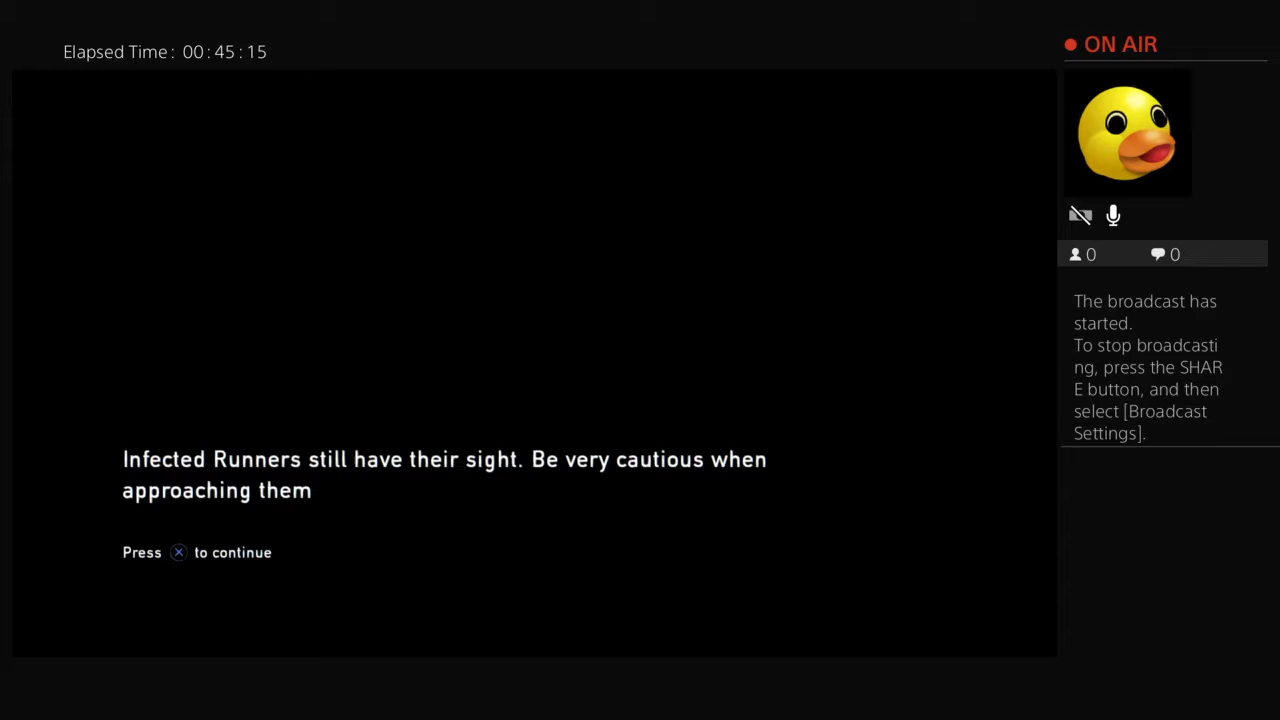 Elapsed Time: 00:45:15
ON AIR
0 0
The broadcast has
started.
To stop broadcasti
ng, press the SHAR
E button, and then
select [Broadcast
Settings].
Infected Runners still have their sight. Be very cautious when
approaching them
Press to continue